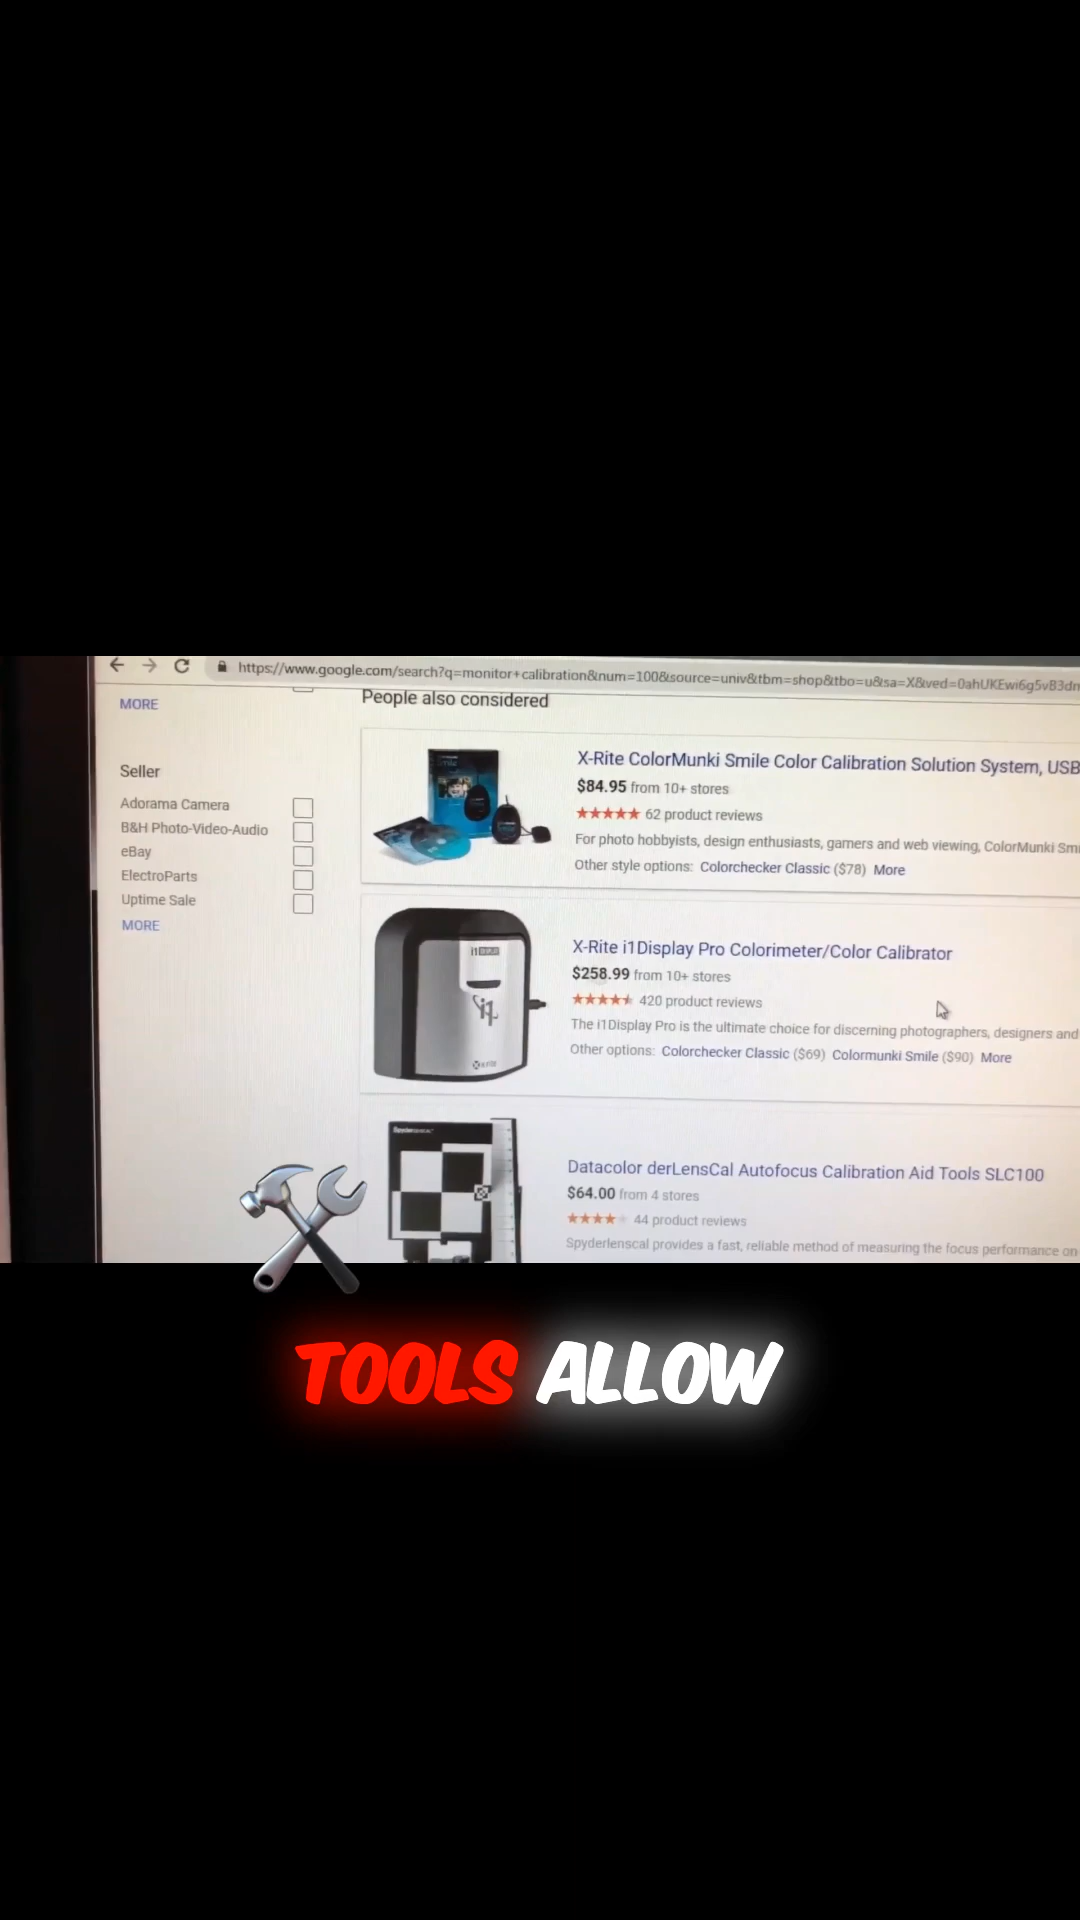 https://www.google.com/search?q=monitor+calibration&num=100&source=univ&tbm=shop&tbo=u&sa=X&ved=0ahUKEwi6g5vB3dn
MORE
People also considered
Seller
Adorama Camera
B&H Photo-Video-Audio
eBay
ElectroParts
Uptime Sale
MORE
X-Rite ColorMunki Smile Color Calibration Solution System, USB
$84.95 from 10+ stores
62 product reviews
For photo hobbyists, design enthusiasts, gamers and web viewing, ColorMunki Smi
Other style options: Colorchecker Classic ($78) More
i1
i1
X-Rite i1Display Pro Colorimeter/Color Calibrator
$258.99 from 10+ stores
420 product reviews
The i1Display Pro is the ultimate choice for discerning photographers, designers and
Other options: Colorchecker Classic ($69) Colormunki Smile ($90) More
Datacolor derLensCal Autofocus Calibration Aid Tools SLC100
$64.00 from 4 stores
44 product reviews
Spyderlenscal provides a fast, reliable method of measuring the focus performance on
TOOLS ALLOW